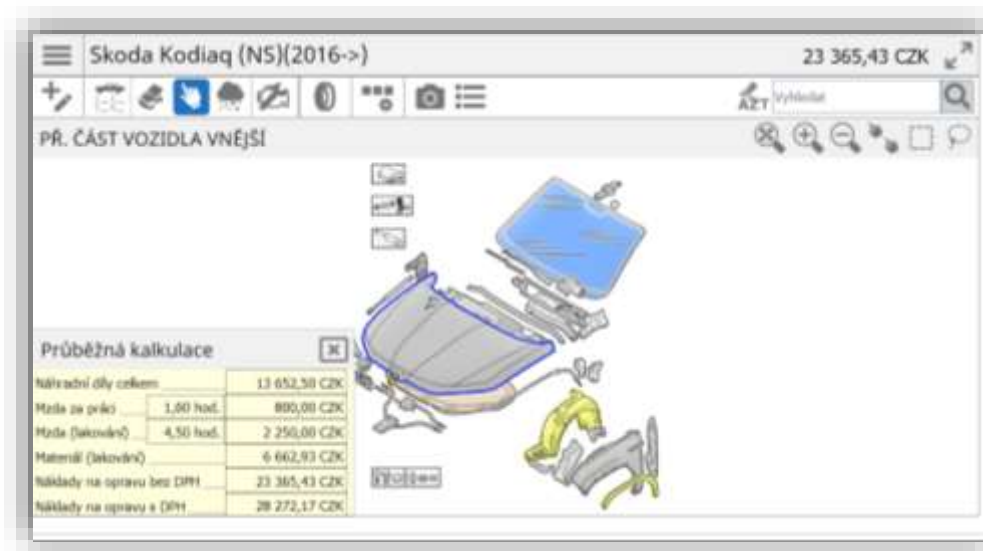 Skoda Kodiaq (NS)(2016->) 23 365,43 CZK
AZT Vyhledat
PŘ. ČÁST VOZIDLA VNĚJŠÍ
Průběžná kalkulace
Náhradní díly celkem 13 652,50 CZK
Mzda za práci 1,60 hod. 800,00 CZK
Mzda (lakování) 4,50 hod. 2 250,00 CZK
Materiál (lakování) 6 662,93 CZK
Náklady na opravu bez DPH 23 365,43 CZK
Náklady na opravu s DPH 28 272,17 CZK